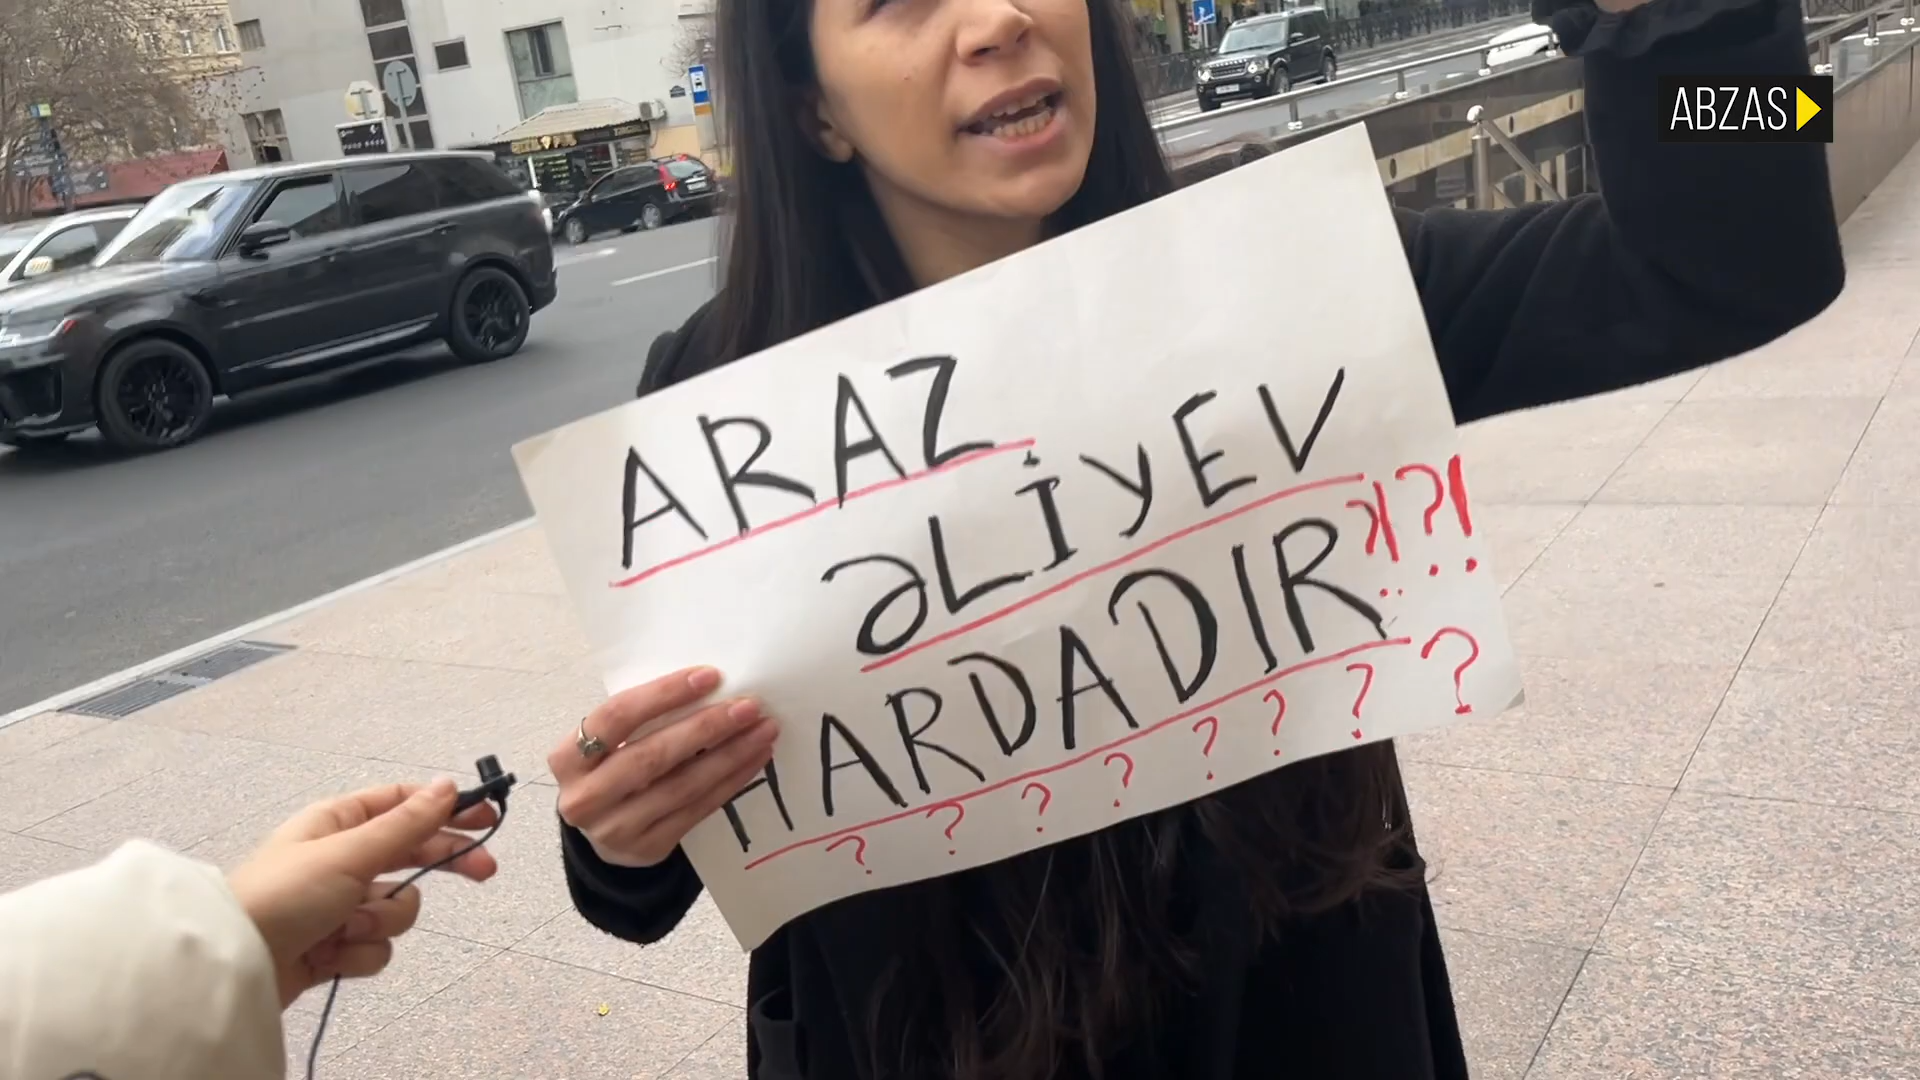 ABZAS
ARAZ
ƏLİYEV
HARDADIR ?!?!
? ? ? ? ? ? ? ?